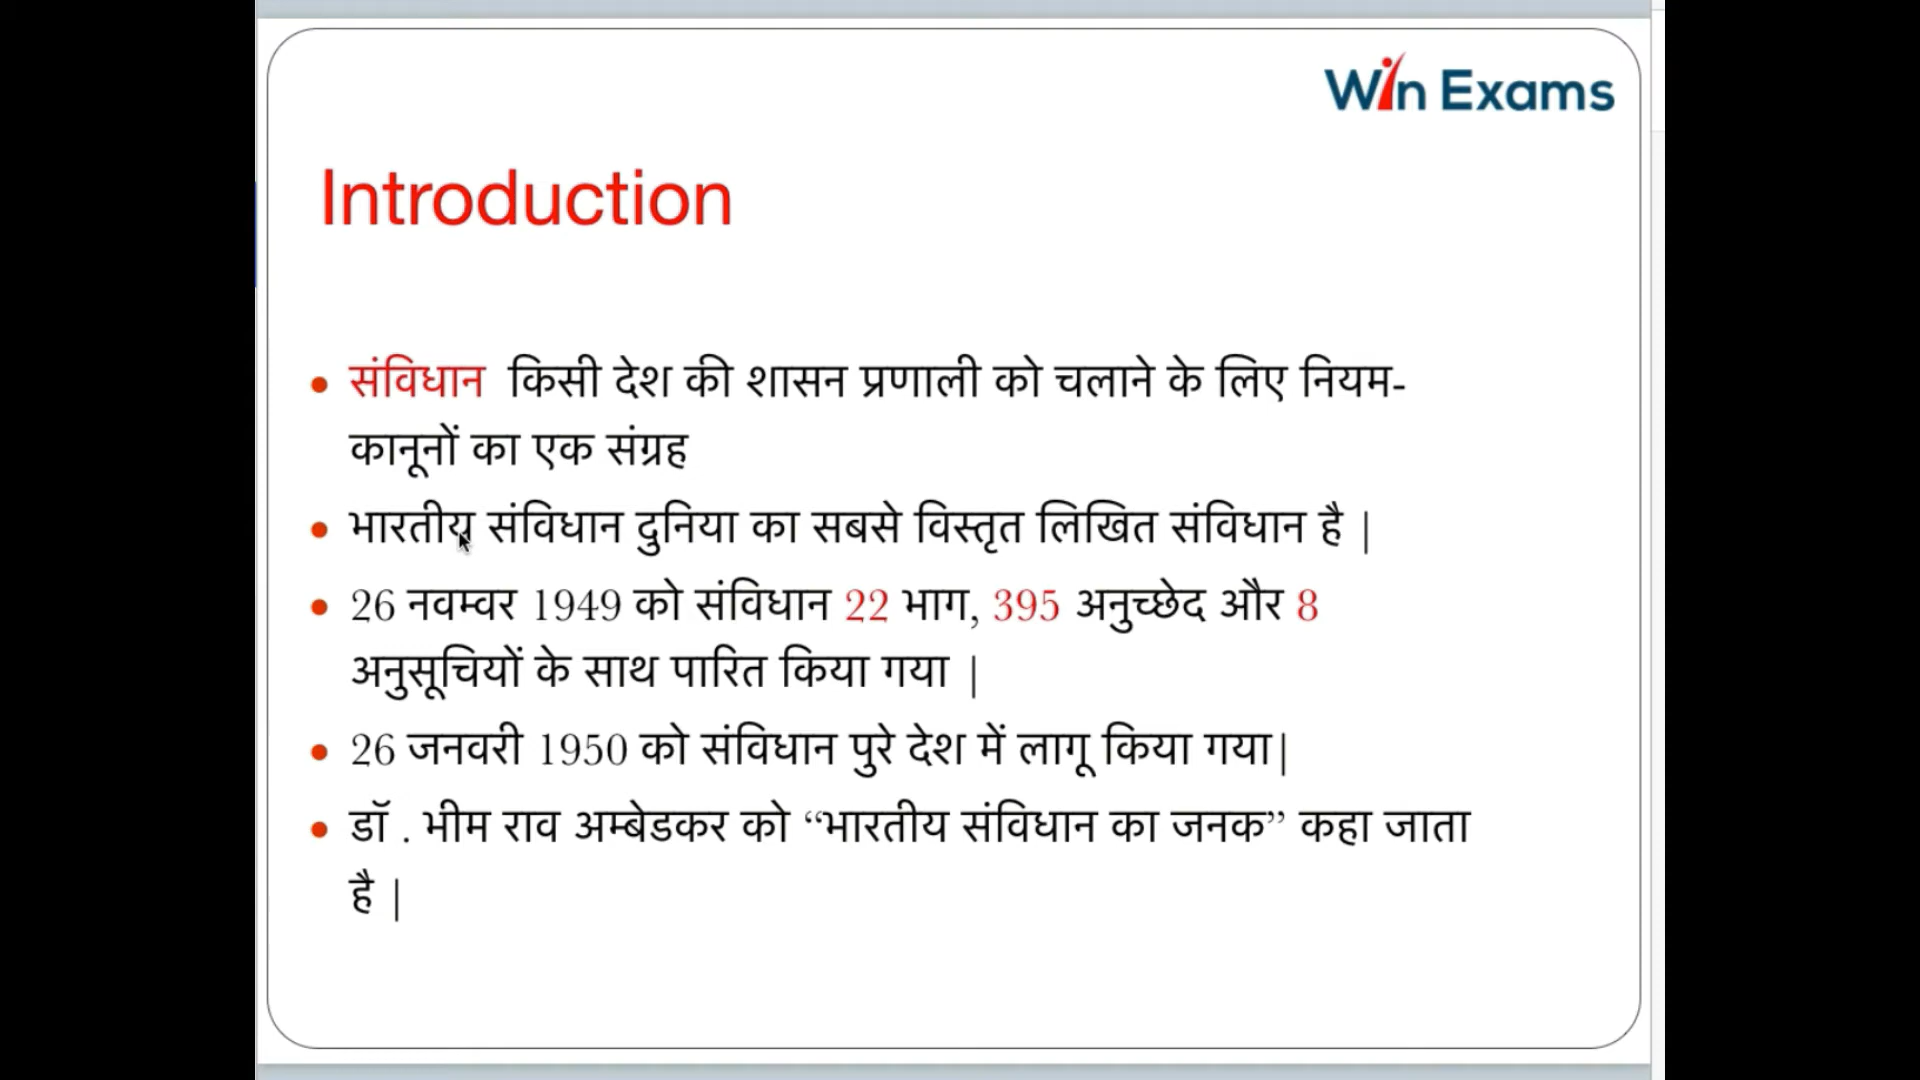 Win Exams
Introduction
• संविधान किसी देश की शासन प्रणाली को चलाने के लिए नियम-
कानूनों का एक संग्रह
• भारतीय संविधान दुनिया का सबसे विस्तृत लिखित संविधान है |
• 26 नवम्वर 1949 को संविधान 22 भाग, 395 अनुच्छेद और 8
अनुसूचियों के साथ पारित किया गया |
• 26 जनवरी 1950 को संविधान पुरे देश में लागू किया गया|
• डॉ . भीम राव अम्बेडकर को “भारतीय संविधान का जनक” कहा जाता
है |